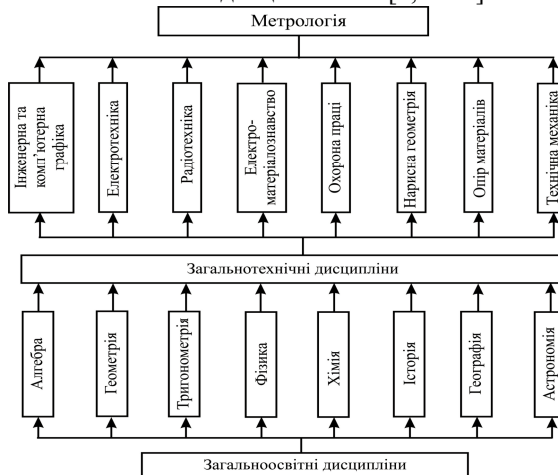 Метрологія
Інженерна та
комп’ютерна
графіка
Електротехніка
Радіотехніка
Електро-
матеріалознавство
Охорона праці
Нарисна геометрія
Опір матеріалів
Технічна механіка
Загальнотехнічні дисципліни
Алгебра
Геометрія
Тригонометрія
Фізика
Хімія
Історія
Географія
Астрономія
Загальноосвітні дисципліни